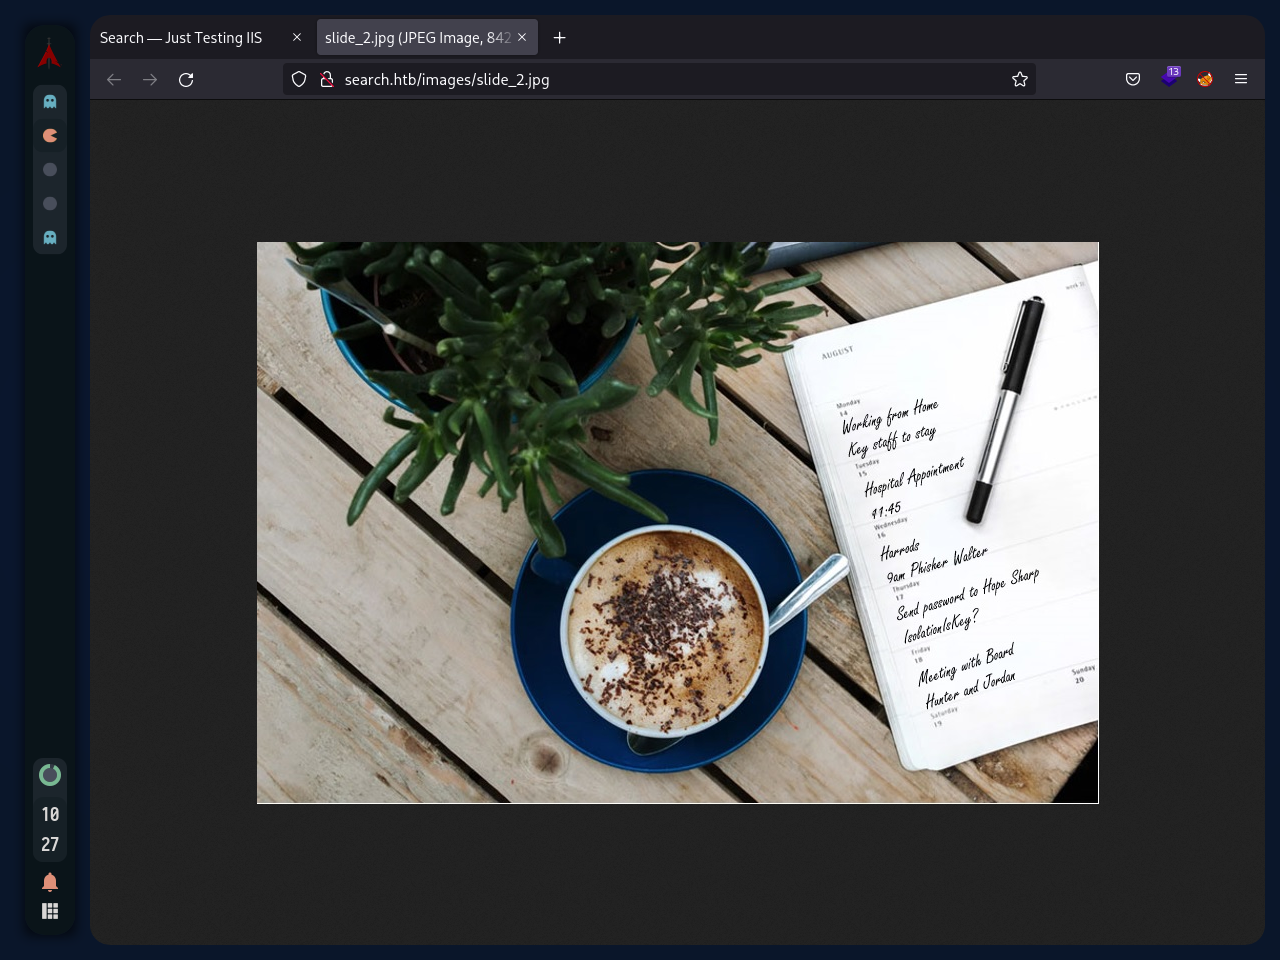 Search — Just Testing IIS
slide_2.jpg (JPEG Image, 842
search.htb/images/slide_2.jpg
13
week
AUGUST
Monday
14
Working from Home
Key staff to stay
Tuesday
15
Hospital Appointment
11:45
Wednesday
16
Harrods
9am Phisher Walter
Thursday
17
Send password to Hope Sharp
IsolationIsKey?
Friday
18
Meeting with Board
Hunter and Jordan
Saturday
19
Sunday
20
10
27